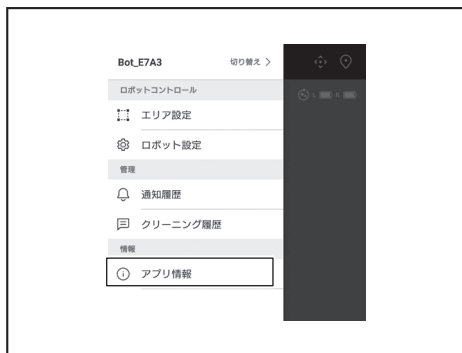 Bot_E7A3 切り替え >
ロボットコントロール
エリア設定
ロボット設定
管理
通知履歴
クリーニング履歴
情報
アプリ情報
L R